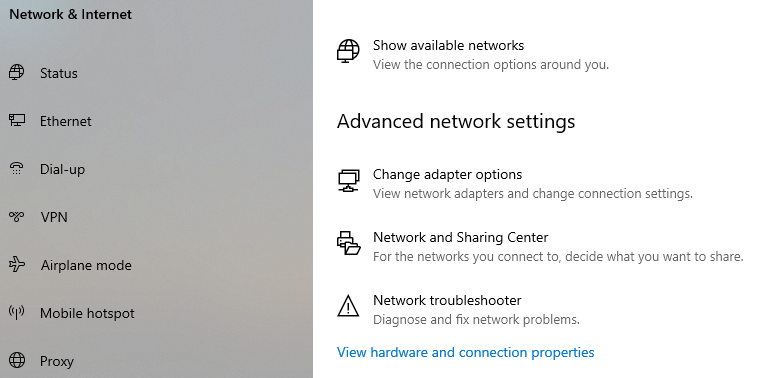 Network & Internet
Status
Ethernet
Dial-up
VPN
Airplane mode
Mobile hotspot
Proxy
Show available networks
View the connection options around you.
Advanced network settings
Change adapter options
View network adapters and change connection settings.
Network and Sharing Center
For the networks you connect to, decide what you want to share.
Network troubleshooter
Diagnose and fix network problems.
View hardware and connection properties